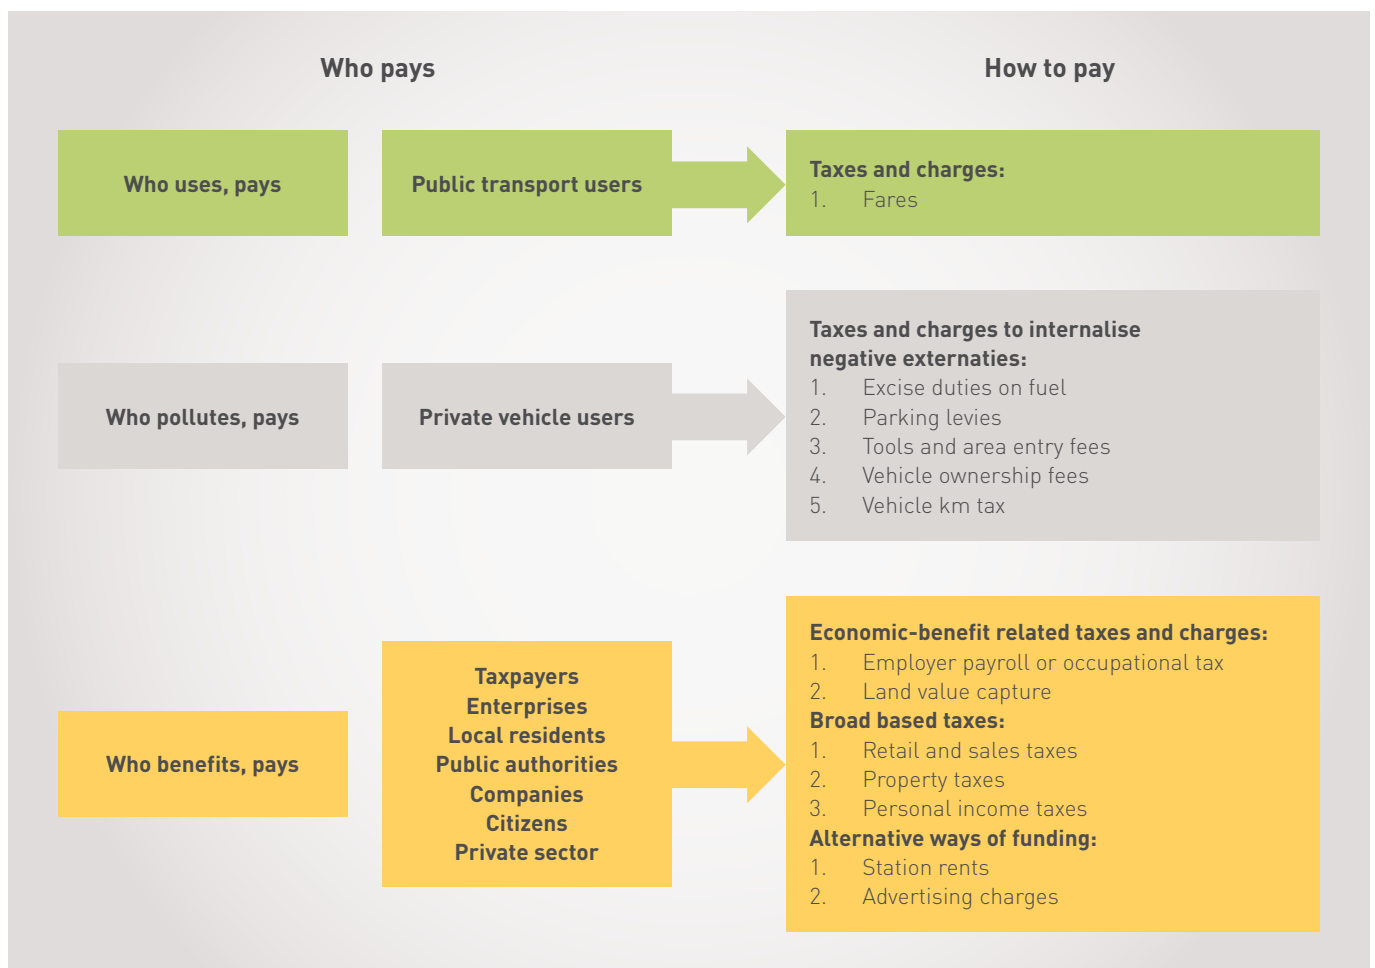 Who pays
How to pay
Who uses, pays
Public transport users
Taxes and charges:
1. Fares
Who pollutes, pays
Private vehicle users
Taxes and charges to internalise
negative externaties:
1. Excise duties on fuel
2. Parking levies
3. Tools and area entry fees
4. Vehicle ownership fees
5. Vehicle km tax
Who benefits, pays
Taxpayers
Enterprises
Local residents
Public authorities
Companies
Citizens
Private sector
Economic-benefit related taxes and charges:
1. Employer payroll or occupational tax
2. Land value capture
Broad based taxes:
1. Retail and sales taxes
2. Property taxes
3. Personal income taxes
Alternative ways of funding:
1. Station rents
2. Advertising charges